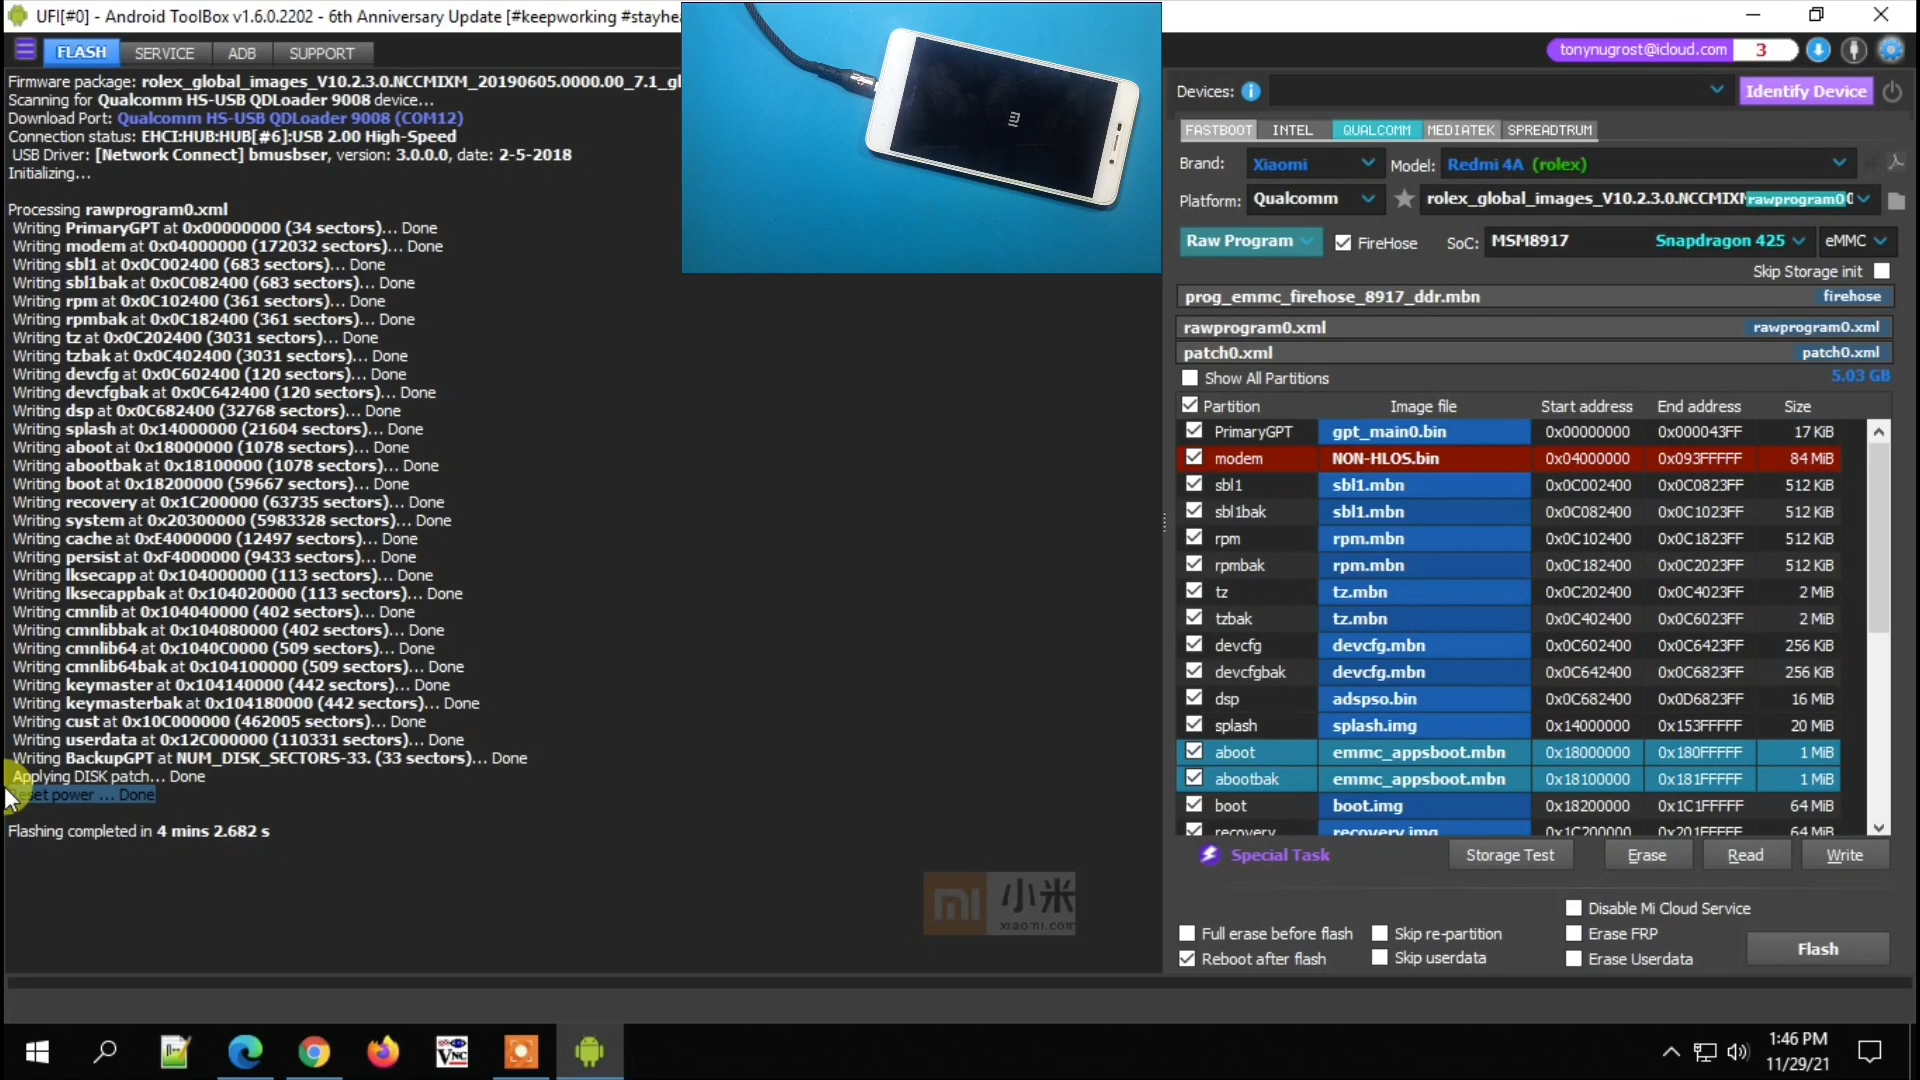 UFI[#0] - Android ToolBox v1.6.0.2202 - 6th Anniversary Update [#keepworking
FLASH SERVICE ADB SUPPORT
tonynugrost@icloud.com 3
Firmware package: rolex_global_images_V10.2.3.0.NCCMIXM_20190605.0000.00_7.1_gl
Scanning for Qualcomm HS-USB QDLoader 9008 device...
Download Port: Qualcomm HS-USB QDLoader 9008 (COM12)
Connection status: EHCI:HUB:HUB[#6]:USB 2.00 High-Speed
USB Driver: [Network Connect] bmusbser, version: 3.0.0.0, date: 2-5-2018
Initializing...
Processing rawprogram0.xml
Writing PrimaryGPT at 0x00000000 (34 sectors)... Done
Writing modem at 0x04000000 (172032 sectors)... Done
Writing sbl1 at 0x0C002400 (683 sectors)... Done
Writing sbl1bak at 0x0C082400 (683 sectors)... Done
Writing rpm at 0x0C102400 (361 sectors)... Done
Writing rpmbak at 0x0C182400 (361 sectors)... Done
Writing tz at 0x0C202400 (3031 sectors)... Done
Writing tzbak at 0x0C402400 (3031 sectors)... Done
Writing devcfg at 0x0C602400 (120 sectors)... Done
Writing devcfgbak at 0x0C642400 (120 sectors)... Done
Writing dsp at 0x0C682400 (32768 sectors)... Done
Writing splash at 0x14000000 (21604 sectors)... Done
Writing aboot at 0x18000000 (1078 sectors)... Done
Writing abootbak at 0x18100000 (1078 sectors)... Done
Writing boot at 0x18200000 (59667 sectors)... Done
Writing recovery at 0x1C200000 (63735 sectors)... Done
Writing system at 0x20300000 (5983328 sectors)... Done
Writing cache at 0xE4000000 (12497 sectors)... Done
Writing persist at 0xF4000000 (9433 sectors)... Done
Writing lksecapp at 0x104000000 (113 sectors)... Done
Writing lksecappbak at 0x104020000 (113 sectors)... Done
Writing cmnlib at 0x104040000 (402 sectors)... Done
Writing cmnlibbak at 0x104080000 (402 sectors)... Done
Writing cmnlib64 at 0x1040C0000 (509 sectors)... Done
Writing cmnlib64bak at 0x104100000 (509 sectors)... Done
Writing keymaster at 0x104140000 (442 sectors)... Done
Writing keymasterbak at 0x104180000 (442 sectors)... Done
Writing cust at 0x10C000000 (462005 sectors)... Done
Writing userdata at 0x12C000000 (110331 sectors)... Done
Writing BackupGPT at NUM_DISK_SECTORS-33. (33 sectors)... Done
Applying DISK patch... Done
power ... Done
Flashing completed in 4 mins 2.682 s
mi 小米
xiaomi.com
Devices: Identify Device
FASTBOOT INTEL QUALCOMM MEDIATEK SPREADTRUM
Brand: Xiaomi Model: Redmi 4A (rolex)
Platform: Qualcomm rolex_global_images_V10.2.3.0.NCCMIXM rawprogram0
Raw Program FireHose SoC: MSM8917 Snapdragon 425 eMMC
Skip Storage init
prog_emmc_firehose_8917_ddr.mbn firehose
rawprogram0.xml rawprogram0.xml
patch0.xml patch0.xml
Show All Partitions 5.03 GB
Partition Image file Start address End address Size
PrimaryGPT gpt_main0.bin 0x00000000 0x000043FF 17 KiB
modem NON-HLOS.bin 0x04000000 0x093FFFFF 84 MiB
sbl1 sbl1.mbn 0x0C002400 0x0C0823FF 512 KiB
sbl1bak sbl1.mbn 0x0C082400 0x0C1023FF 512 KiB
rpm rpm.mbn 0x0C102400 0x0C1823FF 512 KiB
rpmbak rpm.mbn 0x0C182400 0x0C2023FF 512 KiB
tz tz.mbn 0x0C202400 0x0C4023FF 2 MiB
tzbak tz.mbn 0x0C402400 0x0C6023FF 2 MiB
devcfg devcfg.mbn 0x0C602400 0x0C6423FF 256 KiB
devcfgbak devcfg.mbn 0x0C642400 0x0C6823FF 256 KiB
dsp adspso.bin 0x0C682400 0x0D6823FF 16 MiB
splash splash.img 0x14000000 0x153FFFFF 20 MiB
aboot emmc_appsboot.mbn 0x18000000 0x180FFFFF 1 MiB
abootbak emmc_appsboot.mbn 0x18100000 0x181FFFFF 1 MiB
boot boot.img 0x18200000 0x1C1FFFFF 64 MiB
recovery recovery.img 0x1C200000 0x201FFFFF 64 MiB
Special Task Storage Test Erase Read Write
Disable Mi Cloud Service
Full erase before flash Skip re-partition Erase FRP
Reboot after flash Skip userdata Erase Userdata
Flash
VNC
1:46 PM
11/29/21